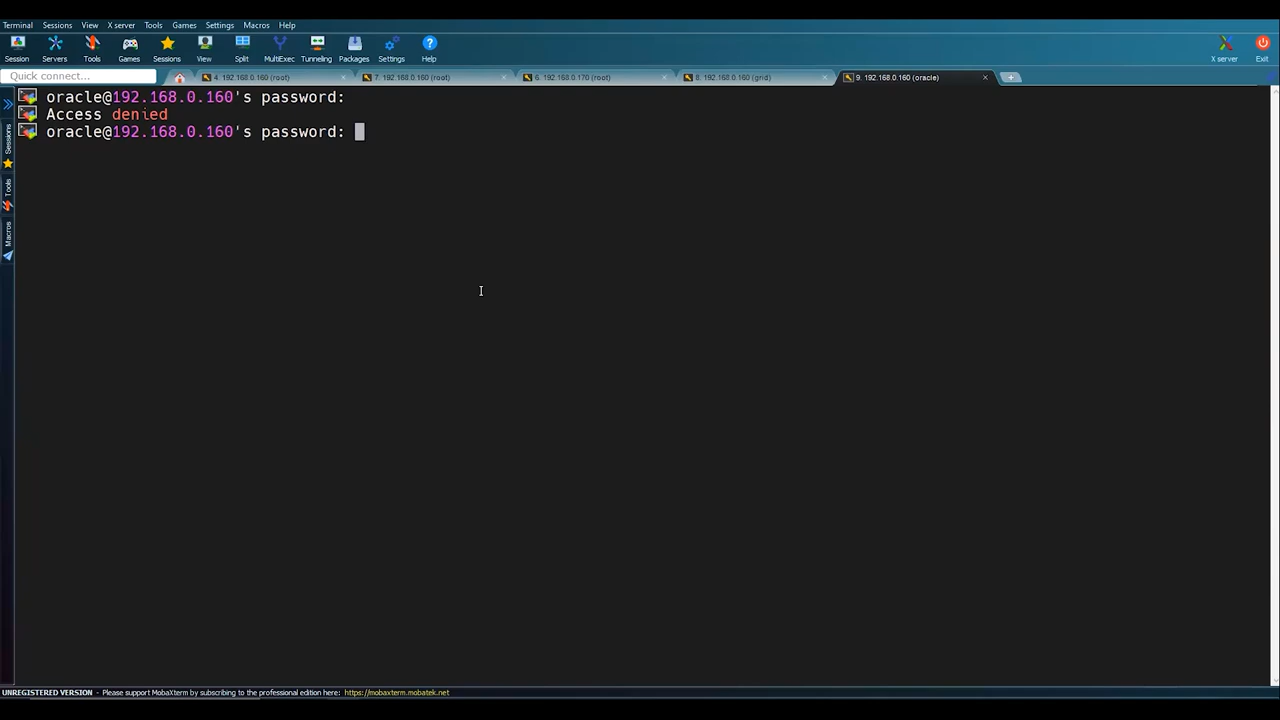 Terminal Sessions View X server Tools Games Settings Macros Help
Session Servers Tools Games Sessions View Split MultiExec Tunneling Packages Settings Help X server Exit
Quick connect... 4. 192.168.0.160 (root) 7. 192.168.0.160 (root) 6. 192.168.0.170 (root) 8. 192.168.0.160 (grid) 9. 192.168.0.160 (oracle)
oracle@192.168.0.160's password:
Access denied
oracle@192.168.0.160's password:
Sessions
Tools
Macros
UNREGISTERED VERSION - Please support MobaXterm by subscribing to the professional edition here: https://mobaxterm.mobatek.net